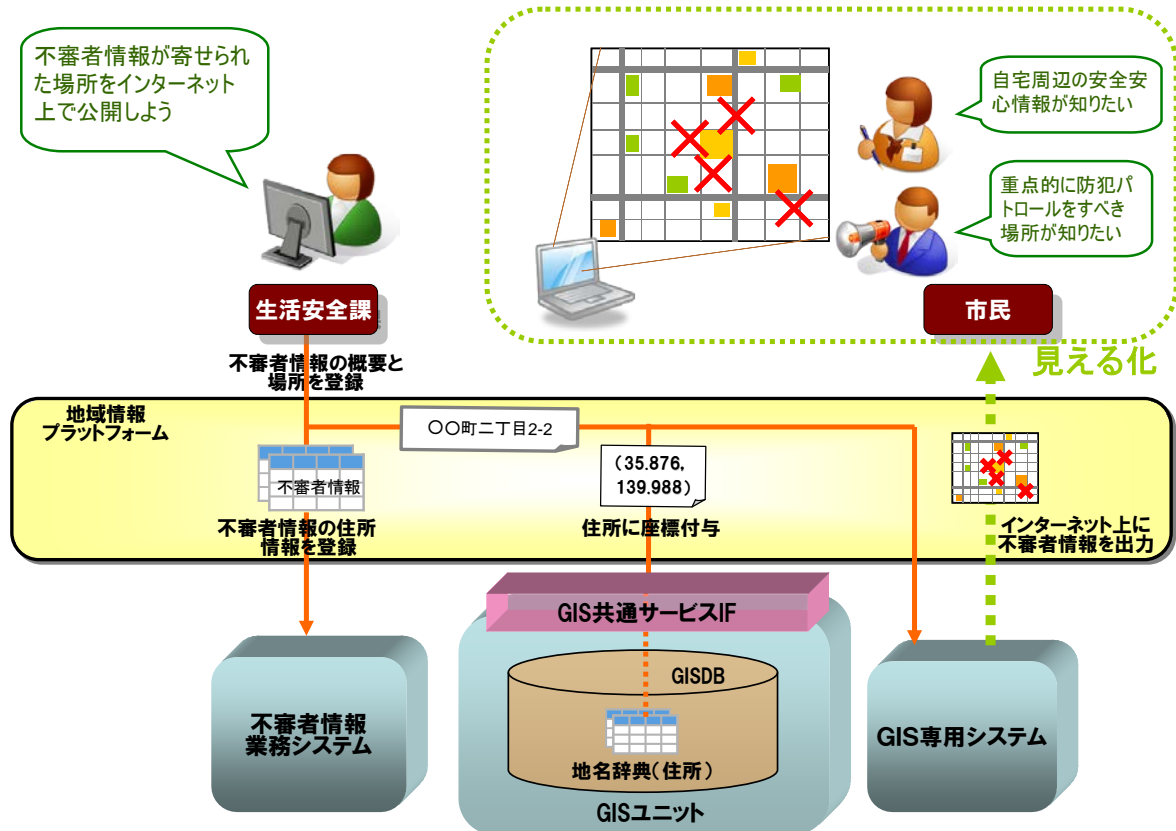 不審者情報が寄せられ
た場所をインターネット
上で公開しよう
自宅周辺の安全安
心情報が知りたい
重点的に防犯パ
トロールをすべき
場所が知りたい
生活安全課
市民
不審者情報の概要と
場所を登録
見える化
地域情報
プラットフォーム
〇〇町二丁目2-2
不審者情報
(35.876,
139.988)
不審者情報の住所
情報を登録
住所に座標付与
インターネット上に
不審者情報を出力
GIS共通サービスIF
GISDB
不審者情報
業務システム
地名辞典(住所)
GISユニット
GIS専用システム